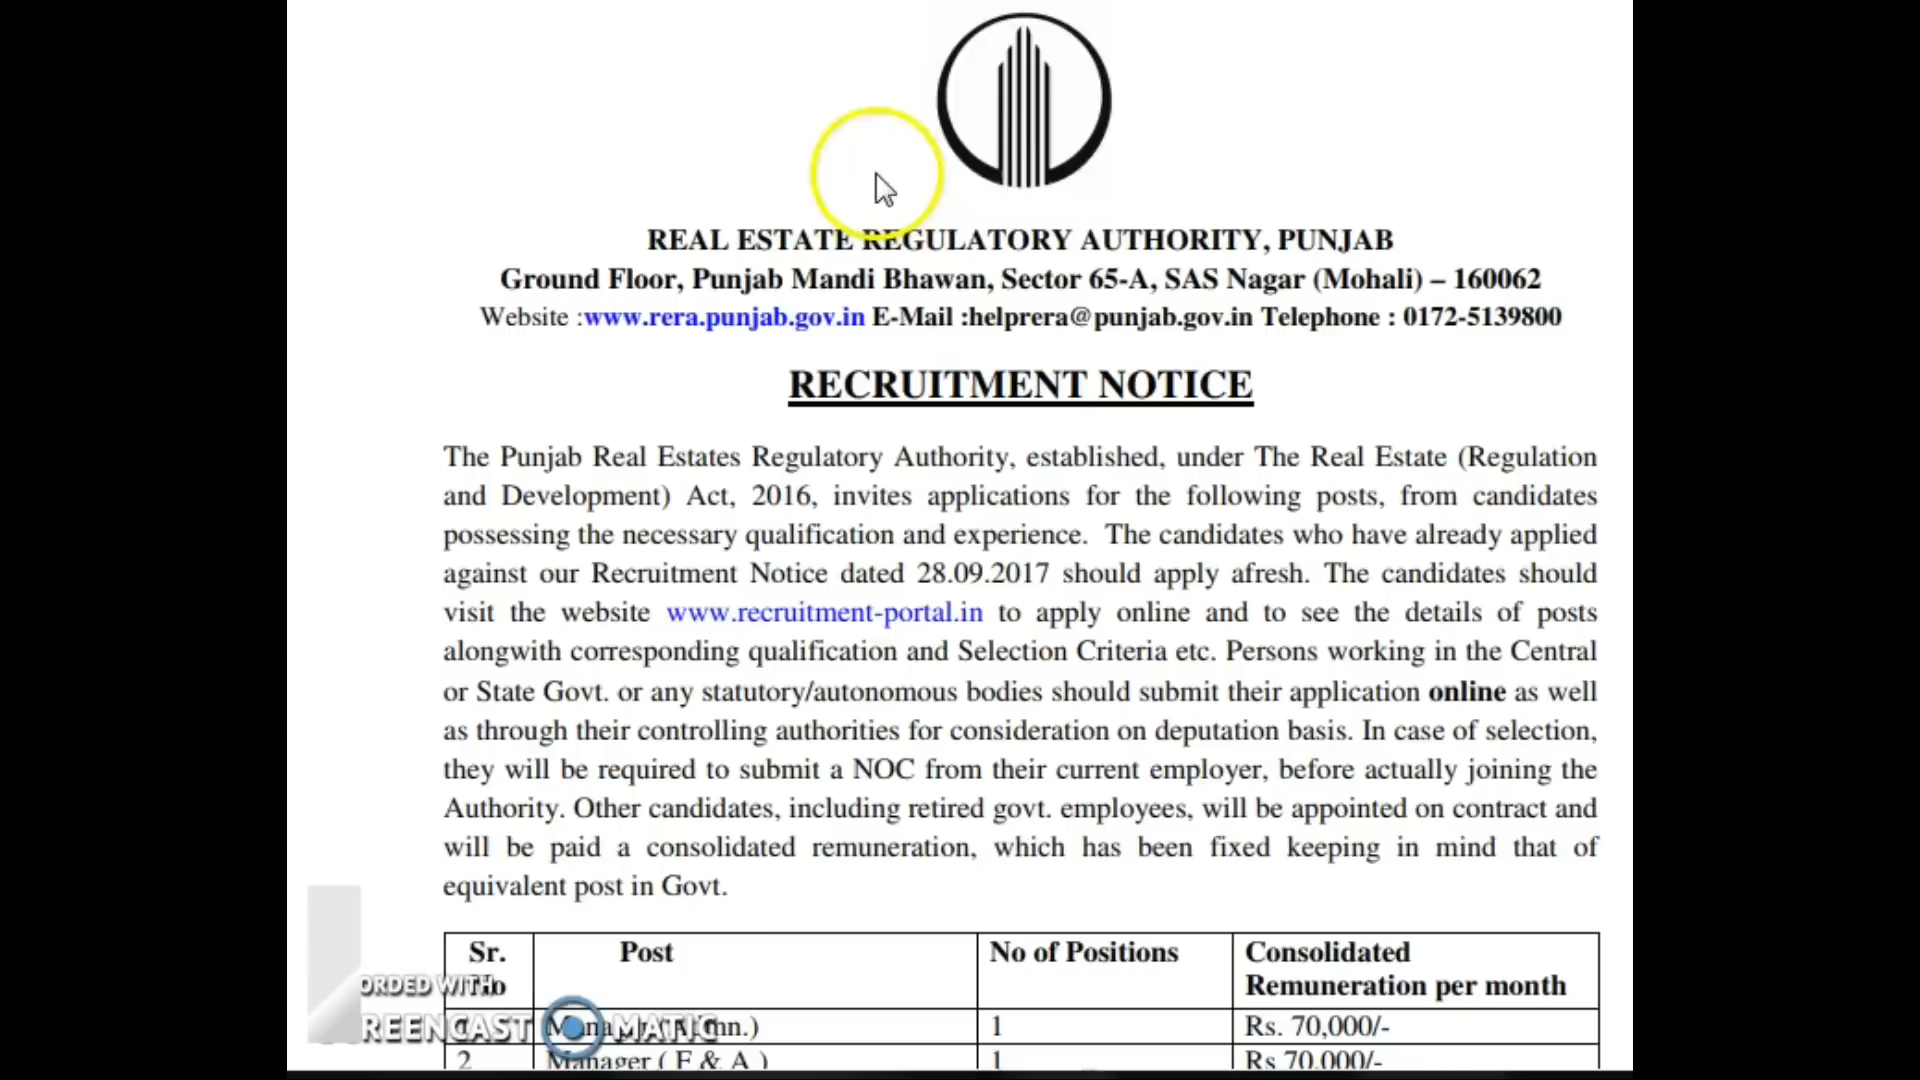 REAL ESTATE REGULATORY AUTHORITY, PUNJAB
Ground Floor, Punjab Mandi Bhawan, Sector 65-A, SAS Nagar (Mohali) – 160062
Website :www.rera.punjab.gov.in E-Mail :helprera@punjab.gov.in Telephone : 0172-5139800
RECRUITMENT NOTICE
The Punjab Real Estates Regulatory Authority, established, under The Real Estate (Regulation
and Development) Act, 2016, invites applications for the following posts, from candidates
possessing the necessary qualification and experience. The candidates who have already applied
against our Recruitment Notice dated 28.09.2017 should apply afresh. The candidates should
visit the website www.recruitment-portal.in to apply online and to see the details of posts
alongwith corresponding qualification and Selection Criteria etc. Persons working in the Central
or State Govt. or any statutory/autonomous bodies should submit their application online as well
as through their controlling authorities for consideration on deputation basis. In case of selection,
they will be required to submit a NOC from their current employer, before actually joining the
Authority. Other candidates, including retired govt. employees, will be appointed on contract and
will be paid a consolidated remuneration, which has been fixed keeping in mind that of
equivalent post in Govt.
Sr. Post No of Positions Consolidated
Remuneration per month
1 Rs. 70,000/-
2 Manager ( F & A ) 1 Rs 70,000/-
ORDED WITH
REENCAST MATIC